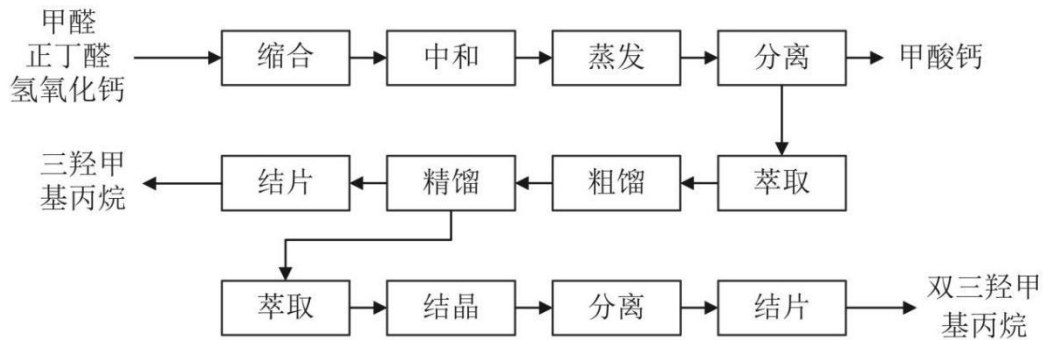 甲醛
正丁醛
氢氧化钙
缩合
中和
蒸发
分离
甲酸钙
三羟甲
基丙烷
结片
精馏
粗馏
萃取
萃取
结晶
分离
结片
双三羟甲
基丙烷